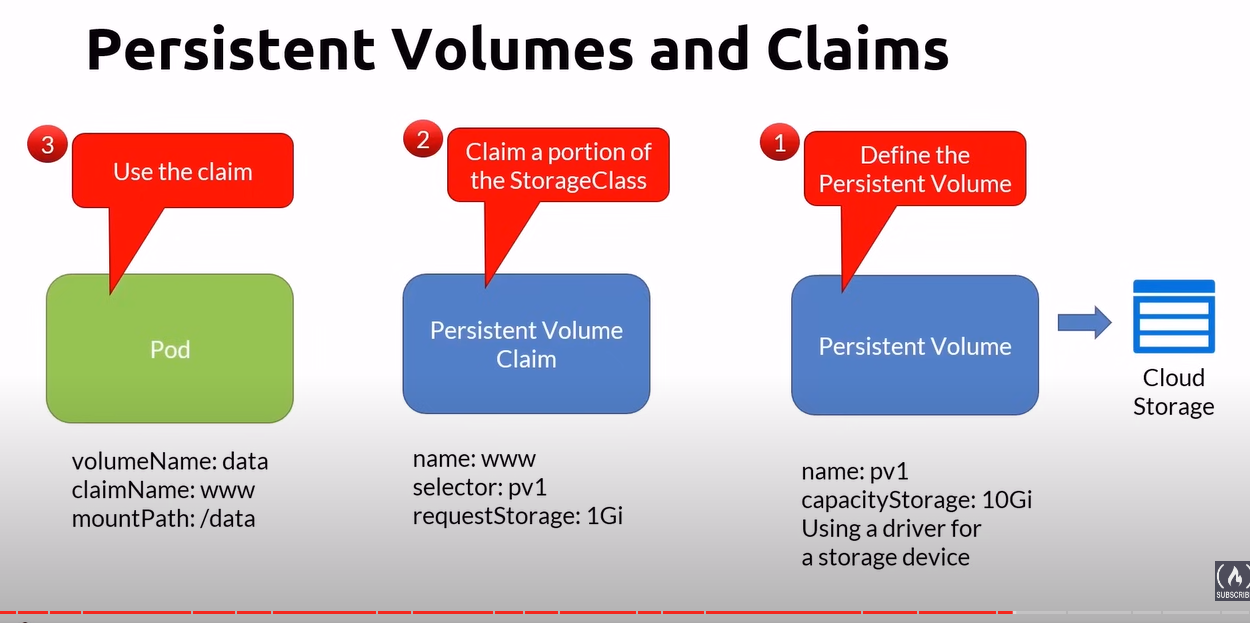 Persistent Volumes and Claims
3
Use the claim
2
Claim a portion of
the StorageClass
1
Define the
Persistent Volume
Pod
Persistent Volume
Claim
Persistent Volume
Cloud
Storage
volumeName: data
claimName: www
mountPath: /data
name: www
selector: pv1
requestStorage: 1Gi
name: pv1
capacityStorage: 10Gi
Using a driver for
a storage device
SUBSCRIB